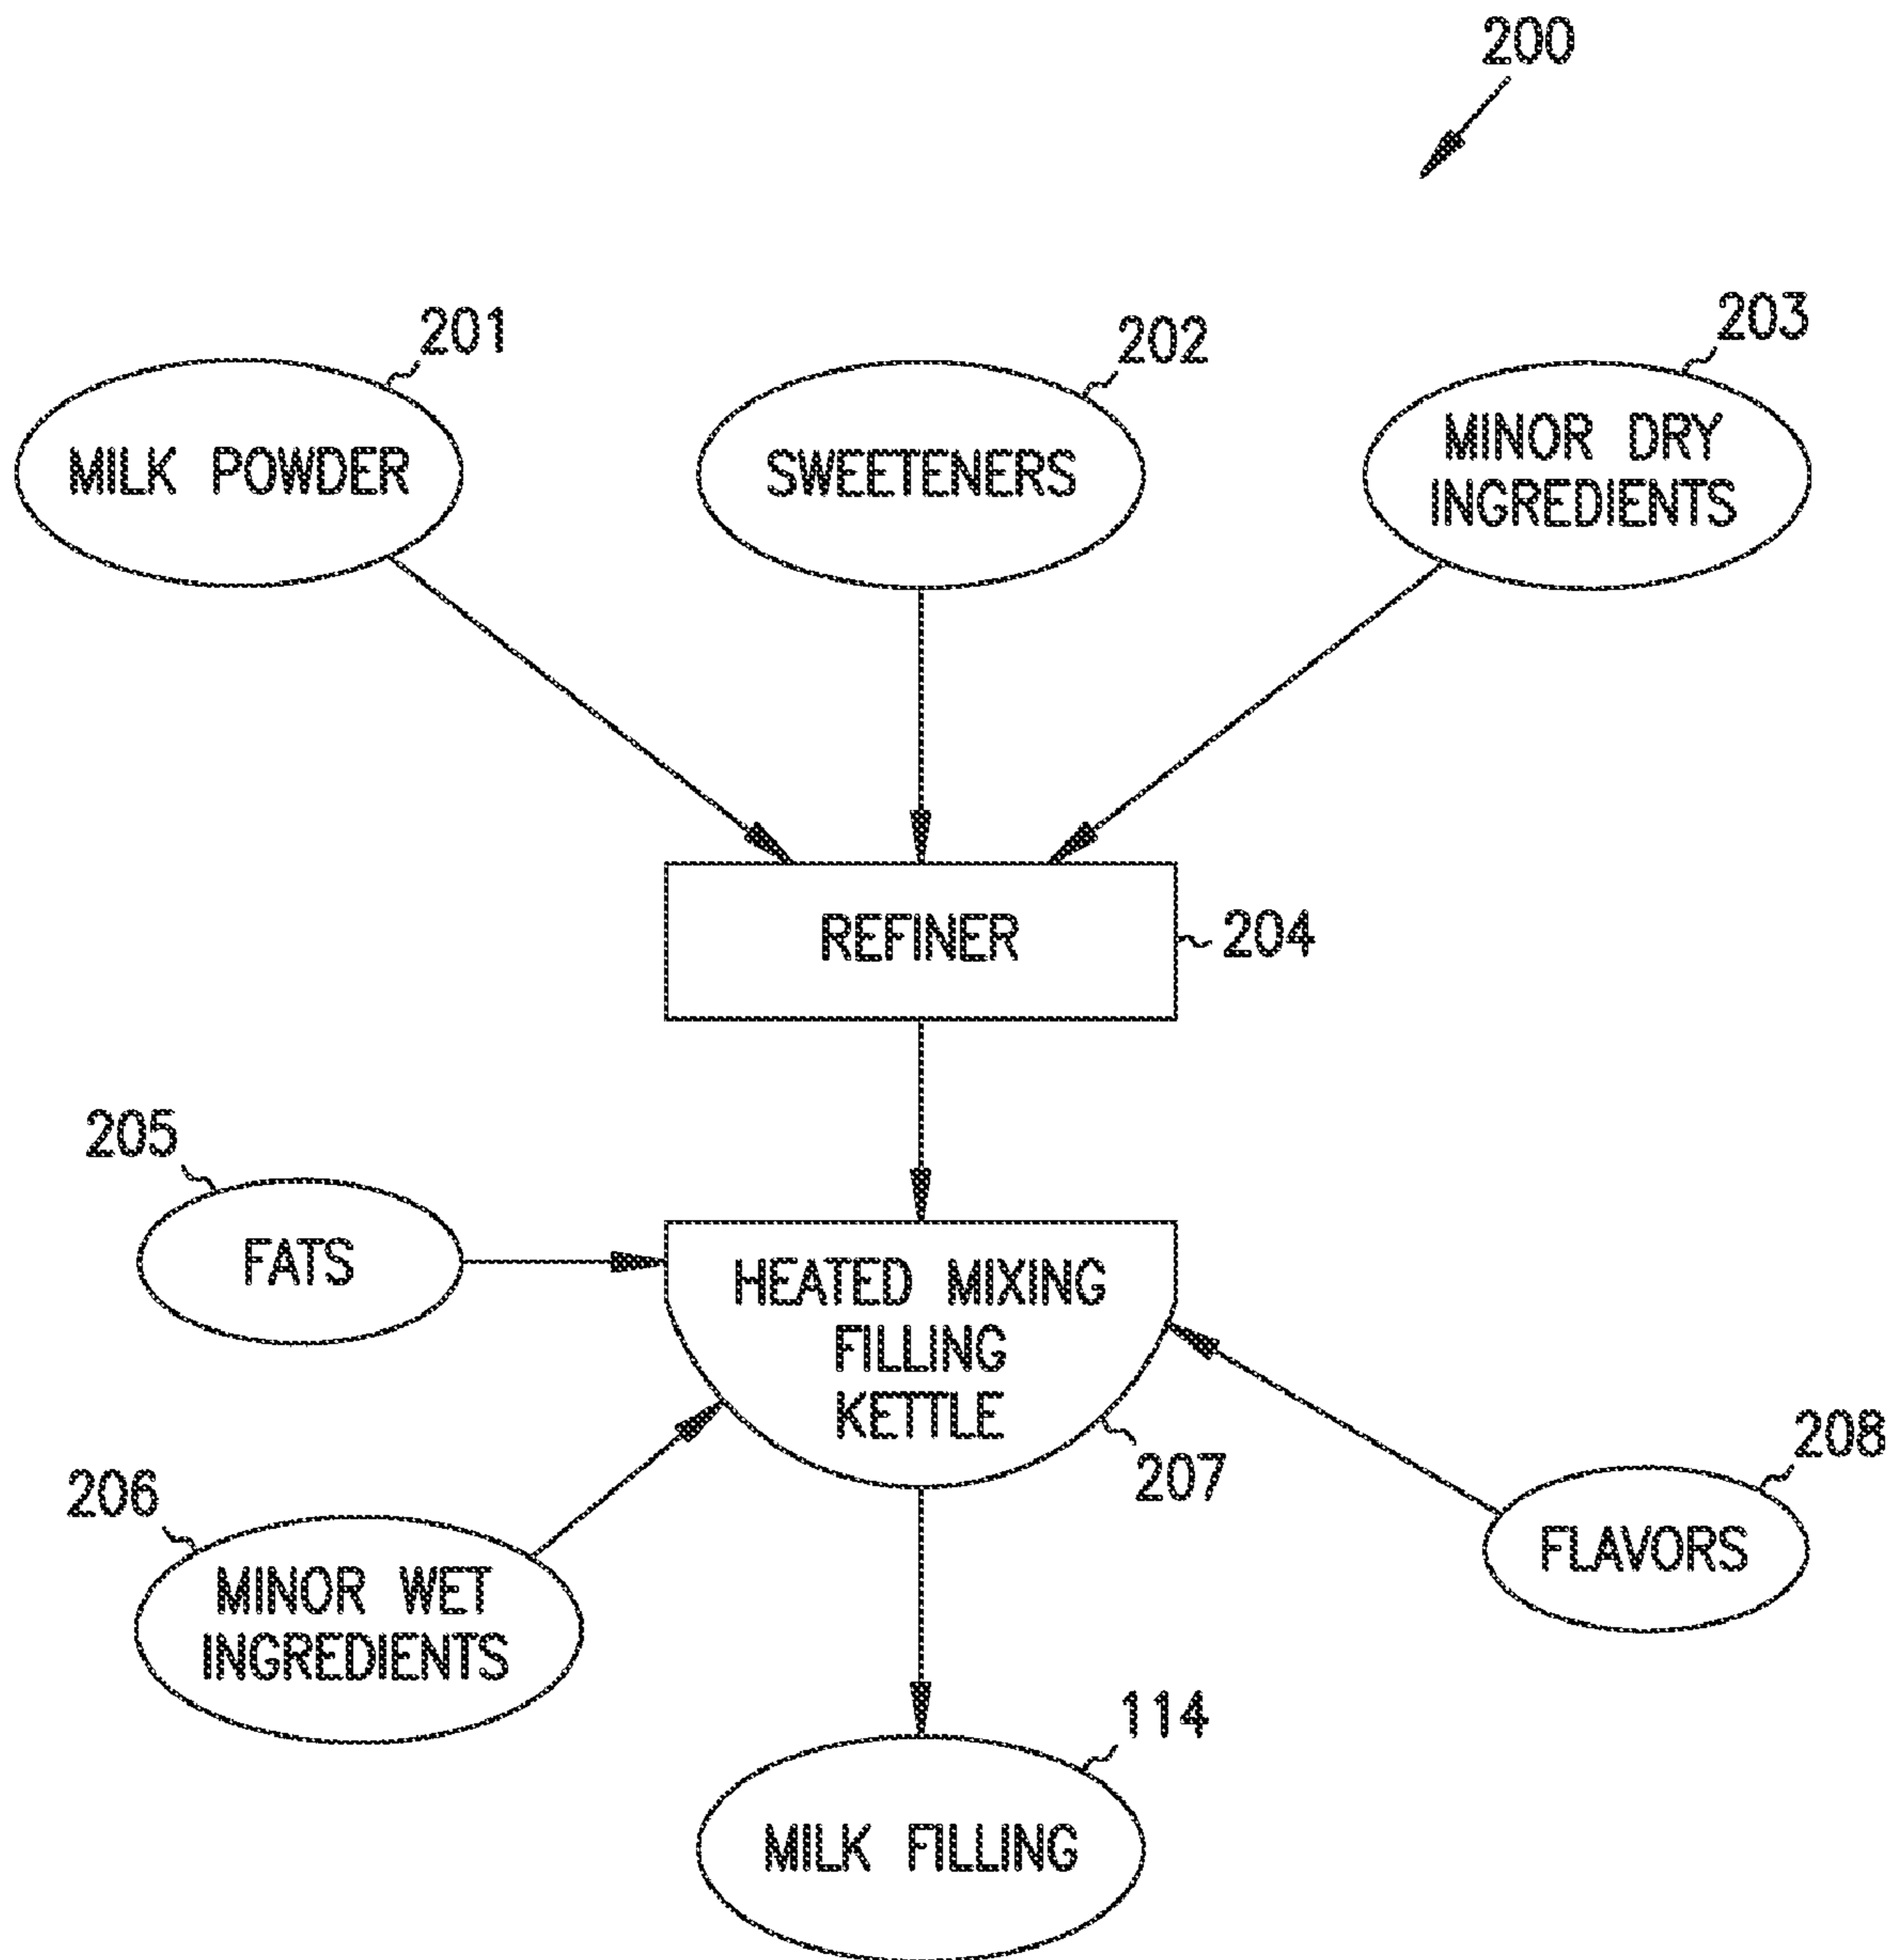 200
201
202
203
MILK POWDER
SWEETENERS
MINOR DRY
INGREDIENTS
REFINER
204
205
FATS
HEATED MIXING
FILLING
KETTLE
207
206
MINOR WET
INGREDIENTS
208
FLAVORS
114
MILK FILLING